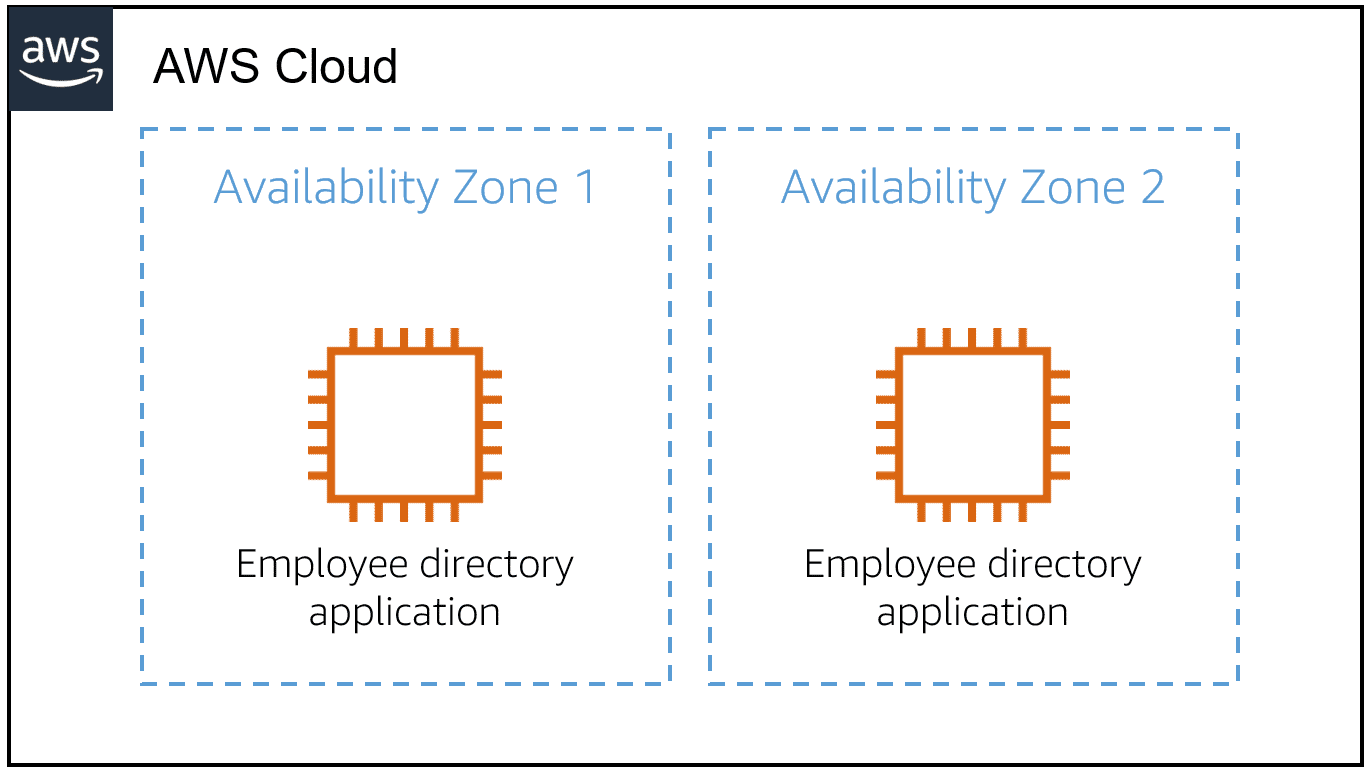 aws
AWS Cloud
Availability Zone 1
Availability Zone 2
Employee directory
application
Employee directory
application